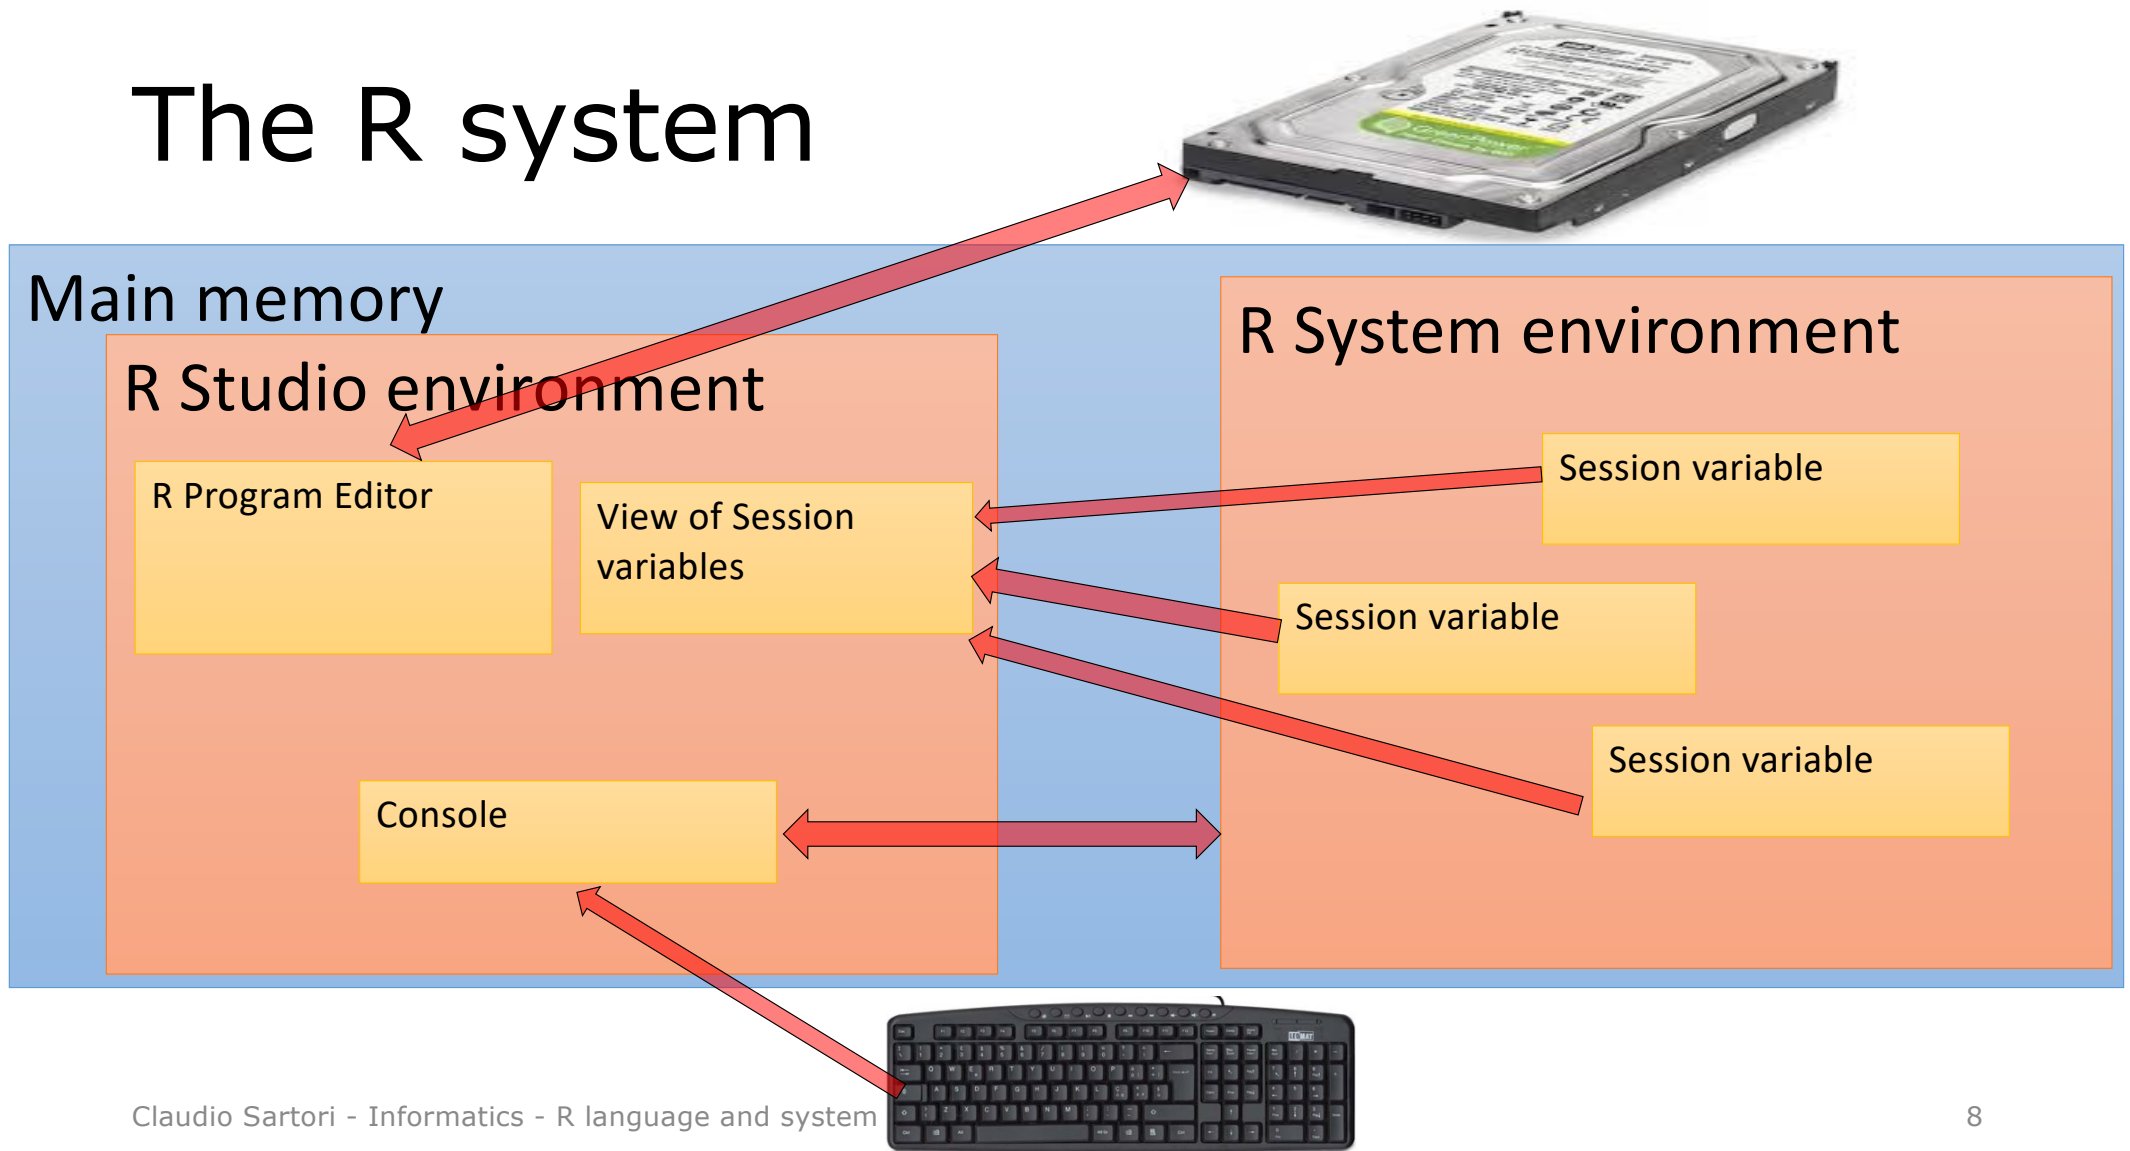 The R system
Main memory
R Studio environment
R Program Editor
View of Session
variables
Console
R System environment
Session variable
Session variable
Session variable
GreenPower
Claudio Sartori - Informatics - R language and system
8